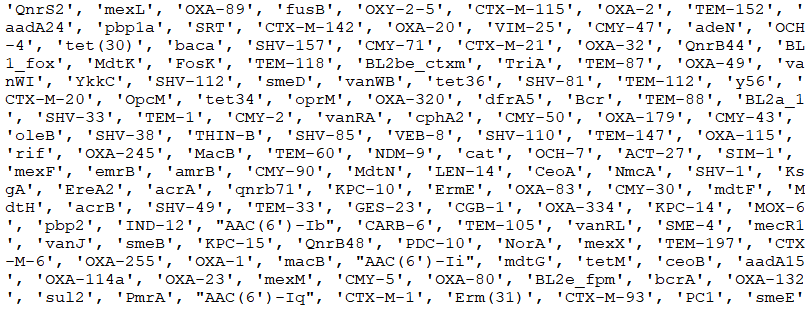 'QnrS2', 'mexL', 'OXA-89', 'fusB', 'OXY-2-5', 'CTX-M-115', 'OXA-2', 'TEM-152', '
aadA24', 'pbp1a', 'SRT', 'CTX-M-142', 'OXA-20', 'VIM-25', 'CMY-47', 'adeN', 'OCH
-4', 'tet(30)', 'baca', 'SHV-157', 'CMY-71', 'CTX-M-21', 'OXA-32', 'QnrB44', 'BL
1_fox', 'MdtK', 'FosK', 'TEM-118', 'BL2be_ctxm', 'TriA', 'TEM-87', 'OXA-49', 'va
nWI', 'YkkC', 'SHV-112', 'smeD', 'vanWB', 'tet36', 'SHV-81', 'TEM-112', 'y56', '
CTX-M-20', 'OpcM', 'tet34', 'oprM', 'OXA-320', 'dfrA5', 'Bcr', 'TEM-88', 'BL2a_1
', 'SHV-33', 'TEM-1', 'CMY-2', 'vanRA', 'cphA2', 'CMY-50', 'OXA-179', 'CMY-43',
'oleB', 'SHV-38', 'THIN-B', 'SHV-85', 'VEB-8', 'SHV-110', 'TEM-147', 'OXA-115',
'rif', 'OXA-245', 'MacB', 'TEM-60', 'NDM-9', 'cat', 'OCH-7', 'ACT-27', 'SIM-1',
'mexF', 'emrB', 'amrB', 'CMY-90', 'MdtN', 'LEN-14', 'CeoA', 'NmcA', 'SHV-1', 'Ks
gA', 'EreA2', 'acrA', 'qnrb71', 'KPC-10', 'ErmE', 'OXA-83', 'CMY-30', 'mdtF', 'M
dtH', 'acrB', 'SHV-49', 'TEM-33', 'GES-23', 'CGB-1', 'OXA-334', 'KPC-14', 'MOX-6
', 'pbp2', 'IND-12', "AAC(6')-Ib", 'CARB-6', 'TEM-105', 'vanRL', 'SME-4', 'mecR1
', 'vanJ', 'smeB', 'KPC-15', 'QnrB48', 'PDC-10', 'NorA', 'mexX', 'TEM-197', 'CTX
-M-6', 'OXA-255', 'OXA-1', 'macB', "AAC(6')-Ii", 'mdtG', 'tetM', 'ceoB', 'aadA15
', 'OXA-114a', 'OXA-23', 'mexM', 'CMY-5', 'OXA-80', 'BL2e_fpm', 'bcrA', 'OXA-132
', 'sul2', 'PmrA', "AAC(6')-Iq", 'CTX-M-1', 'Erm(31)', 'CTX-M-93', 'PC1', 'smeE'